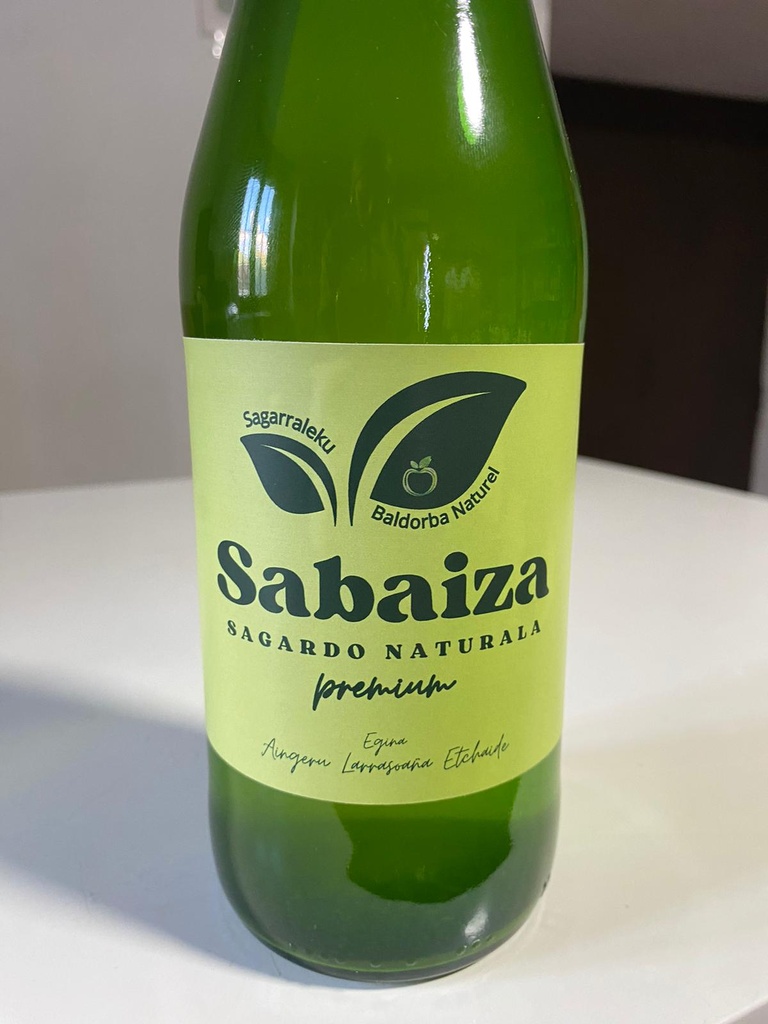 Sagarraleku
Baldorba Naturel
Sabaiza
SAGARDO NATURALA
premium
Egina
Aingeru Larrasoaña Etchaide